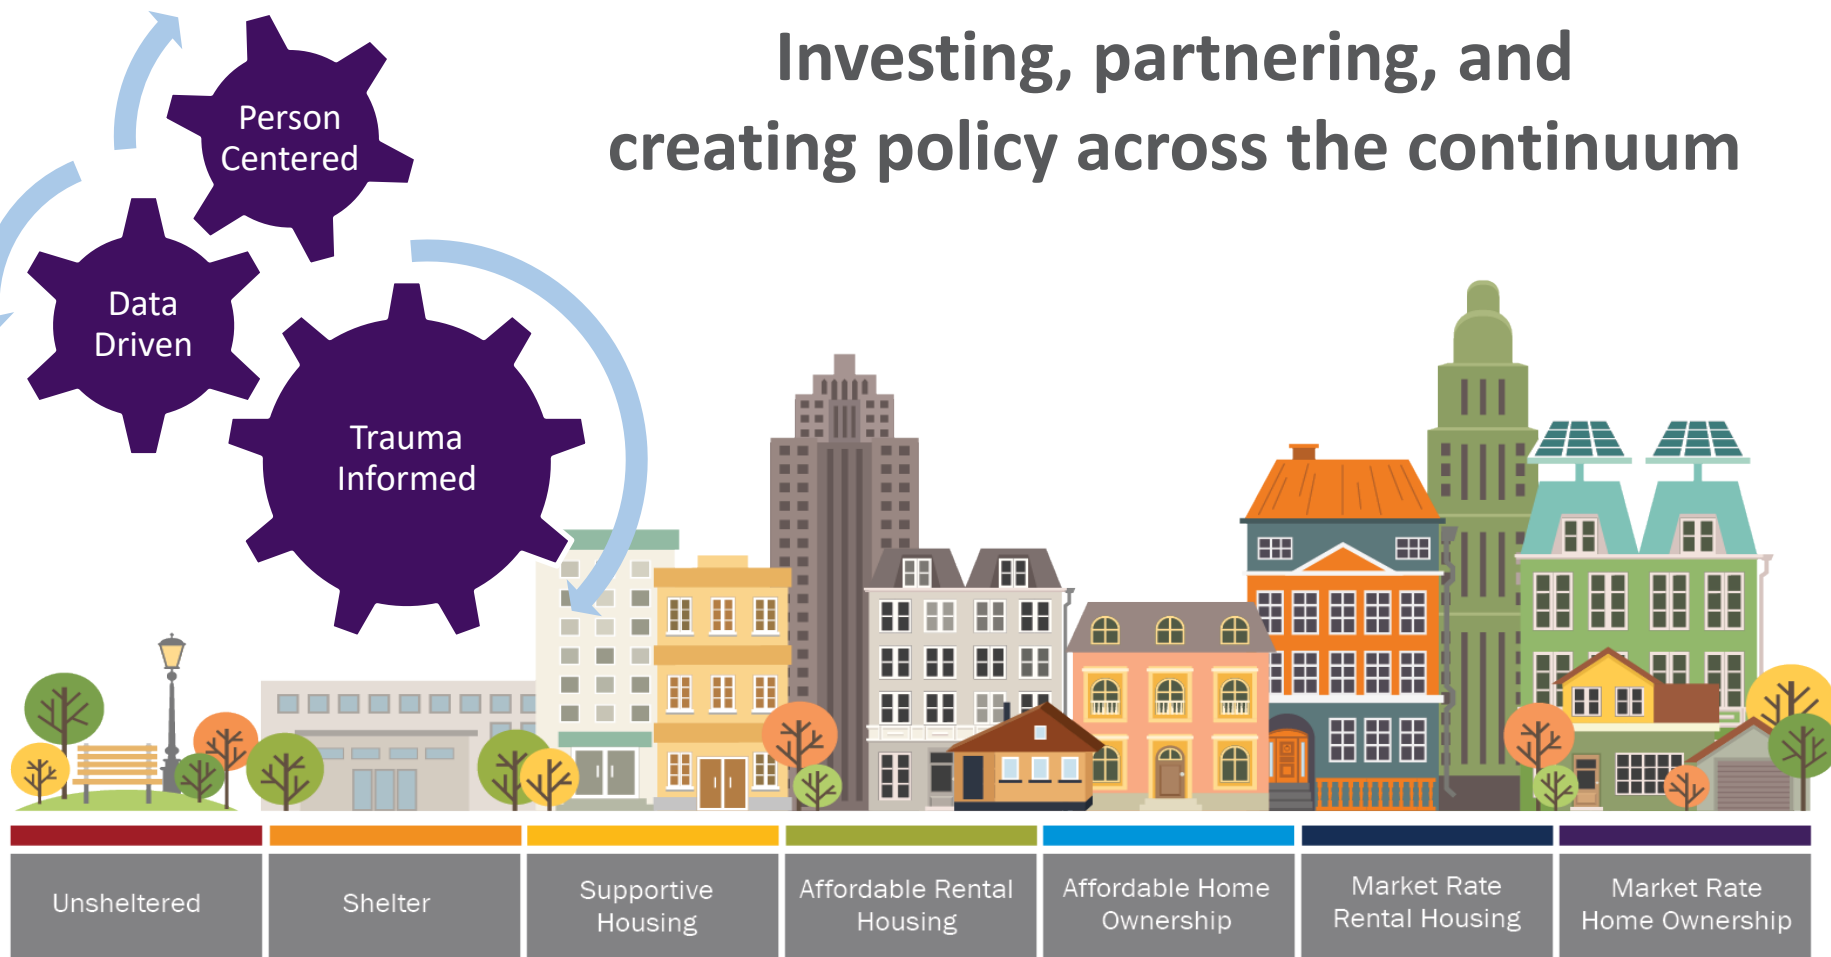 Investing, partnering, and
creating policy across the continuum
Person
Centered
Data
Driven
Trauma
Informed
Unsheltered
Shelter
Supportive
Housing
Affordable Rental
Housing
Affordable Home
Ownership
Market Rate
Rental Housing
Market Rate
Home Ownership